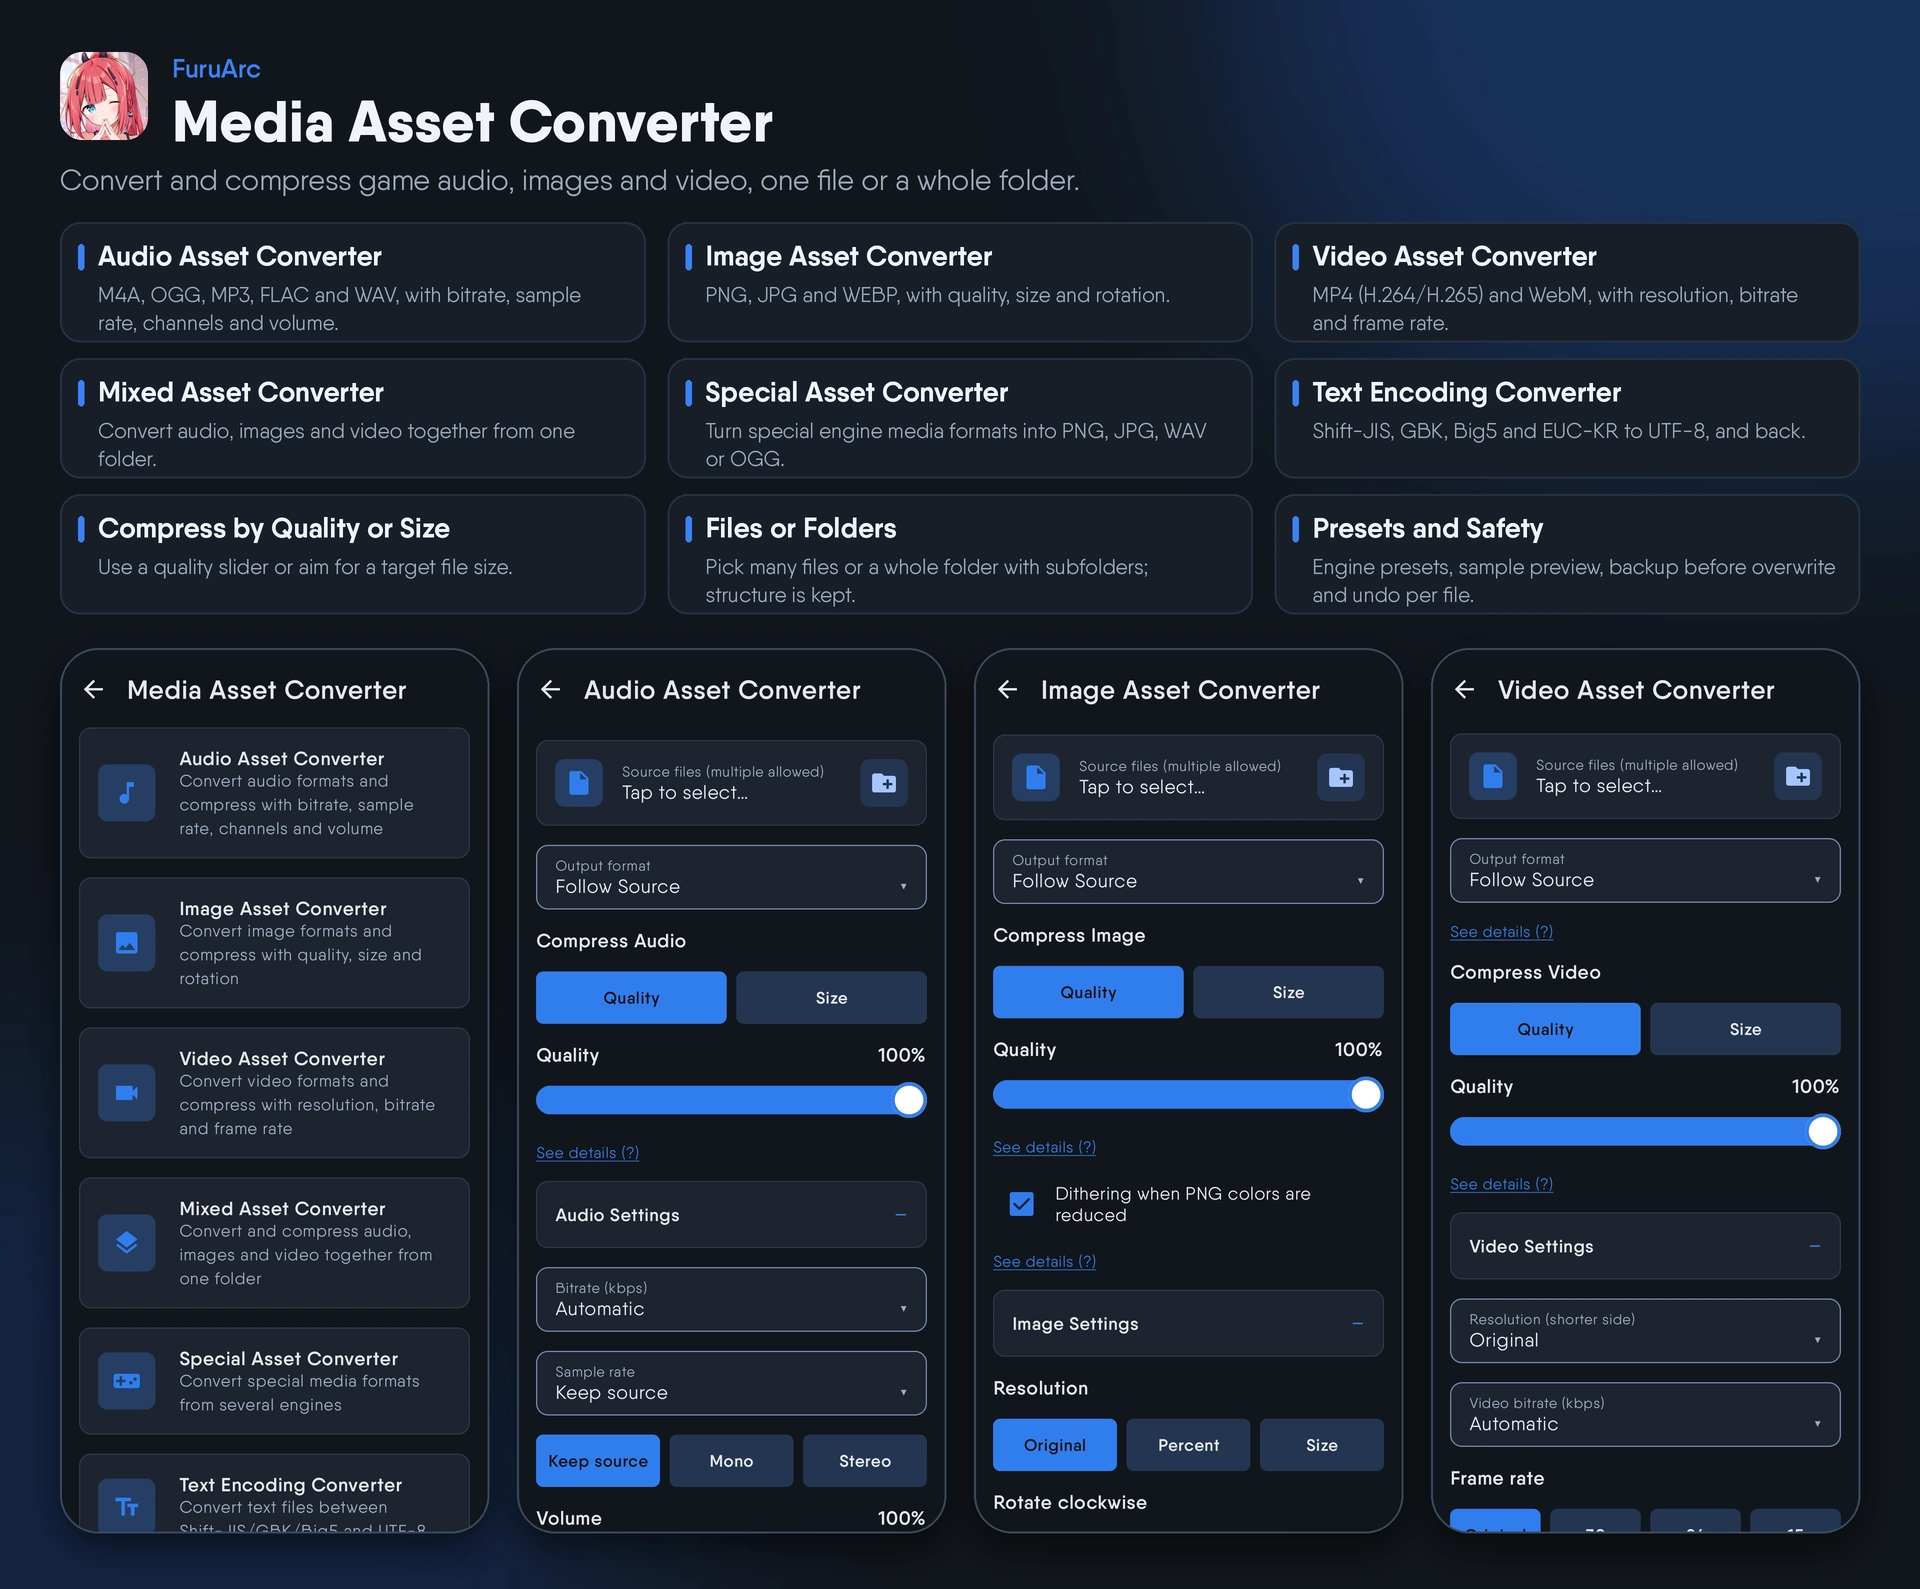 FuruArc
Media Asset Converter
Convert and compress game audio, images and video, one file or a whole folder.
Audio Asset Converter
M4A, OGG, MP3, FLAC and WAV, with bitrate, sample
rate, channels and volume.
Image Asset Converter
PNG, JPG and WEBP, with quality, size and rotation.
Video Asset Converter
MP4 (H.264/H.265) and WebM, with resolution, bitrate
and frame rate.
Mixed Asset Converter
Convert audio, images and video together from one
folder.
Special Asset Converter
Turn special engine media formats into PNG, JPG, WAV
or OGG.
Text Encoding Converter
Shift-JIS, GBK, Big5 and EUC-KR to UTF-8, and back.
Compress by Quality or Size
Use a quality slider or aim for a target file size.
Files or Folders
Pick many files or a whole folder with subfolders;
structure is kept.
Presets and Safety
Engine presets, sample preview, backup before overwrite
and undo per file.
Media Asset Converter
Audio Asset Converter
Convert audio formats and
compress with bitrate, sample
rate, channels and volume
Image Asset Converter
Convert image formats and
compress with quality, size and
rotation
Video Asset Converter
Convert video formats and
compress with resolution, bitrate
and frame rate
Mixed Asset Converter
Convert and compress audio,
images and video together from
one folder
Special Asset Converter
Convert special media formats
from several engines
Text Encoding Converter
Convert text files between
Shift-JIS/GBK/Big5 and UTF-8
Audio Asset Converter
Source files (multiple allowed)
Tap to select...
Output format
Follow Source
Compress Audio
Quality
Size
Quality 100%
See details (?)
Audio Settings
Bitrate (kbps)
Automatic
Sample rate
Keep source
Keep source
Mono
Stereo
Volume 100%
Image Asset Converter
Source files (multiple allowed)
Tap to select...
Output format
Follow Source
Compress Image
Quality
Size
Quality 100%
See details (?)
Dithering when PNG colors are
reduced
See details (?)
Image Settings
Resolution
Original
Percent
Size
Rotate clockwise
Video Asset Converter
Source files (multiple allowed)
Tap to select...
Output format
Follow Source
See details (?)
Compress Video
Quality
Size
Quality 100%
See details (?)
Video Settings
Resolution (shorter side)
Original
Video bitrate (kbps)
Automatic
Frame rate